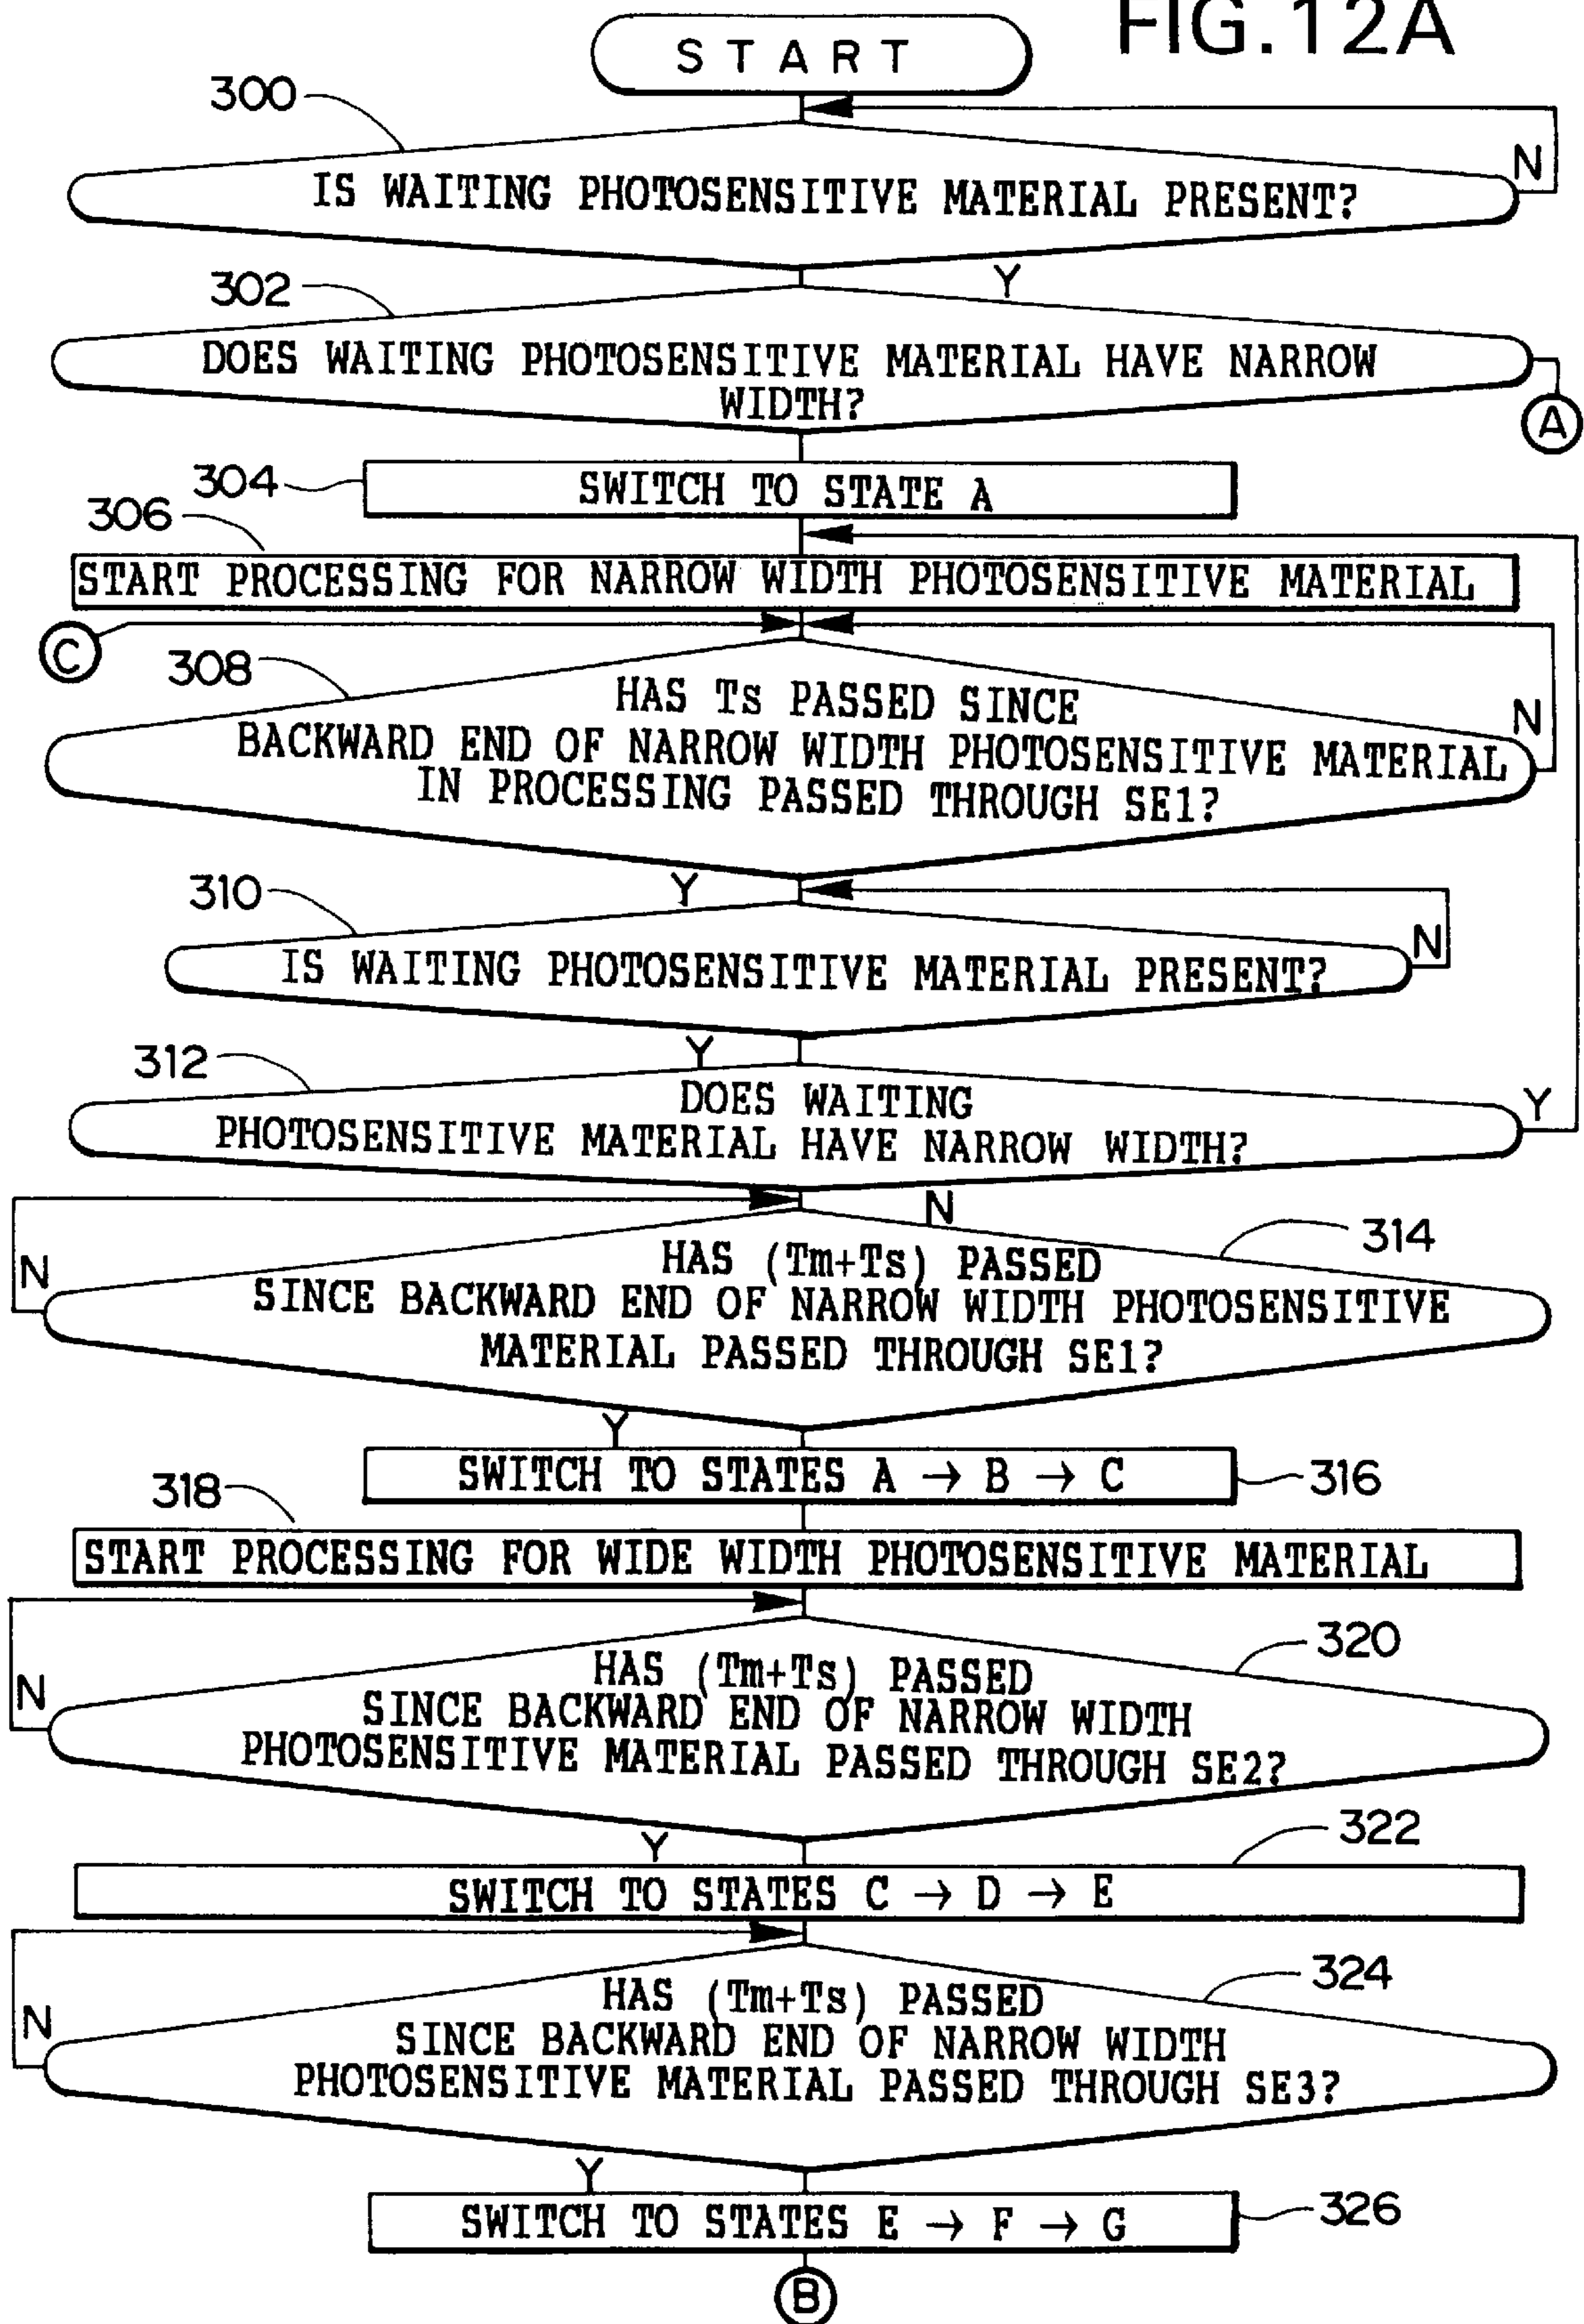 FIG.12A
START
300
N
IS WAITING PHOTOSENSITIVE MATERIAL PRESENT?
Y
302
DOES WAITING PHOTOSENSITIVE MATERIAL HAVE NARROW
WIDTH?
A
304
SWITCH TO STATE A
306
START PROCESSING FOR NARROW WIDTH PHOTOSENSITIVE MATERIAL
C
308
HAS Ts PASSED SINCE
N
BACKWARD END OF NARROW WIDTH PHOTOSENSITIVE MATERIAL
IN PROCESSING PASSED THROUGH SE1?
Y
310
N
IS WAITING PHOTOSENSITIVE MATERIAL PRESENT?
Y
312
DOES WAITING
Y
PHOTOSENSITIVE MATERIAL HAVE NARROW WIDTH?
N
314
HAS (Tm+Ts) PASSED
N
SINCE BACKWARD END OF NARROW WIDTH PHOTOSENSITIVE
MATERIAL PASSED THROUGH SE1?
Y
SWITCH TO STATES A → B → C
316
318
START PROCESSING FOR WIDE WIDTH PHOTOSENSITIVE MATERIAL
320
HAS (Tm+Ts) PASSED
N
SINCE BACKWARD END OF NARROW WIDTH
PHOTOSENSITIVE MATERIAL PASSED THROUGH SE2?
Y
322
SWITCH TO STATES C → D → E
324
HAS (Tm+Ts) PASSED
N
SINCE BACKWARD END OF NARROW WIDTH
PHOTOSENSITIVE MATERIAL PASSED THROUGH SE3?
Y
SWITCH TO STATES E → F → G
326
B